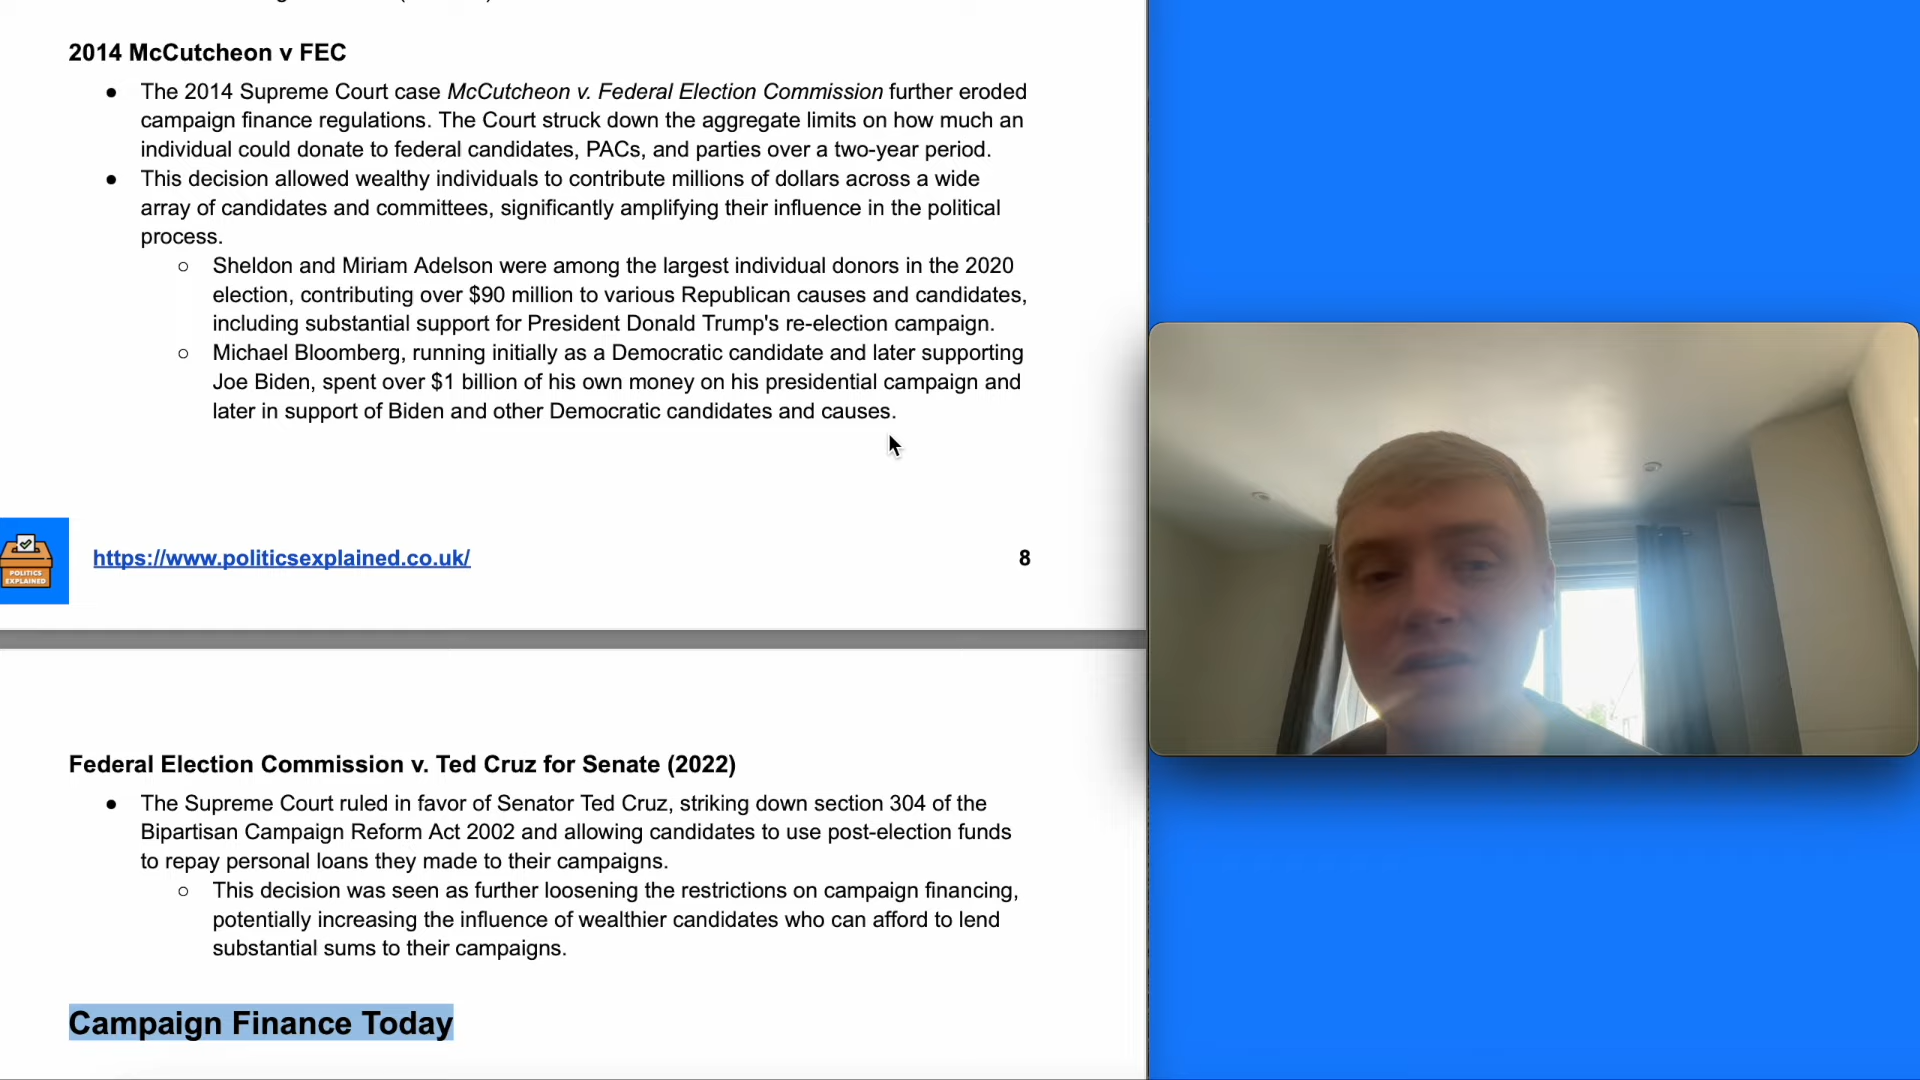 2014 McCutcheon v FEC
● The 2014 Supreme Court case McCutcheon v. Federal Election Commission further eroded
campaign finance regulations. The Court struck down the aggregate limits on how much an
individual could donate to federal candidates, PACs, and parties over a two-year period.
● This decision allowed wealthy individuals to contribute millions of dollars across a wide
array of candidates and committees, significantly amplifying their influence in the political
process.
○ Sheldon and Miriam Adelson were among the largest individual donors in the 2020
election, contributing over $90 million to various Republican causes and candidates,
including substantial support for President Donald Trump's re-election campaign.
○ Michael Bloomberg, running initially as a Democratic candidate and later supporting
Joe Biden, spent over $1 billion of his own money on his presidential campaign and
later in support of Biden and other Democratic candidates and causes.
POLITICS
EXPLAINED
https://www.politicsexplained.co.uk/
8
Federal Election Commission v. Ted Cruz for Senate (2022)
● The Supreme Court ruled in favor of Senator Ted Cruz, striking down section 304 of the
Bipartisan Campaign Reform Act 2002 and allowing candidates to use post-election funds
to repay personal loans they made to their campaigns.
○ This decision was seen as further loosening the restrictions on campaign financing,
potentially increasing the influence of wealthier candidates who can afford to lend
substantial sums to their campaigns.
Campaign Finance Today